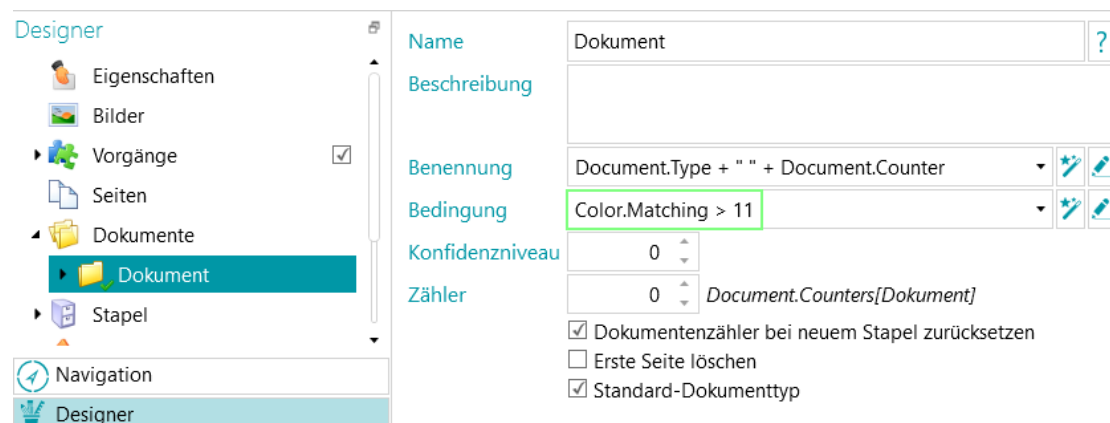 Designer
Eigenschaften
Bilder
Vorgänge
Seiten
Dokumente
Dokument
Stapel
Navigation
Designer
Name Dokument ?
Beschreibung
Benennung Document.Type + " " + Document.Counter
Bedingung Color.Matching > 11
Konfidenzniveau 0
Zähler 0 Document.Counters[Dokument]
Dokumentenzähler bei neuem Stapel zurücksetzen
Erste Seite löschen
Standard-Dokumenttyp